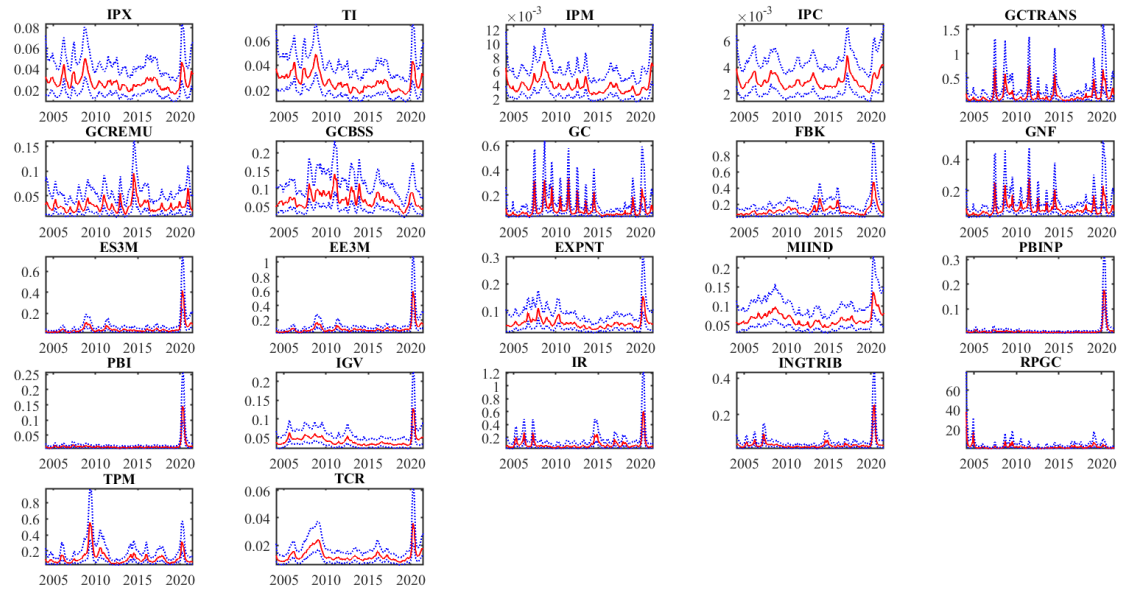 IPX TI IPM IPC GCTRANS
×10⁻³ ×10⁻³
0.08 0.06 0.04 0.02
0.06 0.04 0.02
12 10 8 6 4 2
6 4 2
1.5 1 0.5
2005 2010 2015 2020 2005 2010 2015 2020 2005 2010 2015 2020 2005 2010 2015 2020 2005 2010 2015 2020
GCREMU GCBSS GC FBK GNF
0.15 0.1 0.05
0.2 0.15 0.1 0.05
0.6 0.4 0.2
0.8 0.6 0.4 0.2
0.4 0.2
2005 2010 2015 2020 2005 2010 2015 2020 2005 2010 2015 2020 2005 2010 2015 2020 2005 2010 2015 2020
ES3M EE3M EXPNT MIIND PBINP
0.6 0.4 0.2
1 0.8 0.6 0.4 0.2
0.3 0.2 0.1
0.2 0.15 0.1 0.05
0.3 0.2 0.1
2005 2010 2015 2020 2005 2010 2015 2020 2005 2010 2015 2020 2005 2010 2015 2020 2005 2010 2015 2020
PBI IGV IR INGTRIB RPGC
0.25 0.2 0.15 0.1 0.05
0.2 0.15 0.1 0.05
1.2 1 0.8 0.6 0.4 0.2
0.4 0.2
60 40 20
2005 2010 2015 2020 2005 2010 2015 2020 2005 2010 2015 2020 2005 2010 2015 2020 2005 2010 2015 2020
TPM TCR
0.8 0.6 0.4 0.2
0.06 0.04 0.02
2005 2010 2015 2020 2005 2010 2015 2020